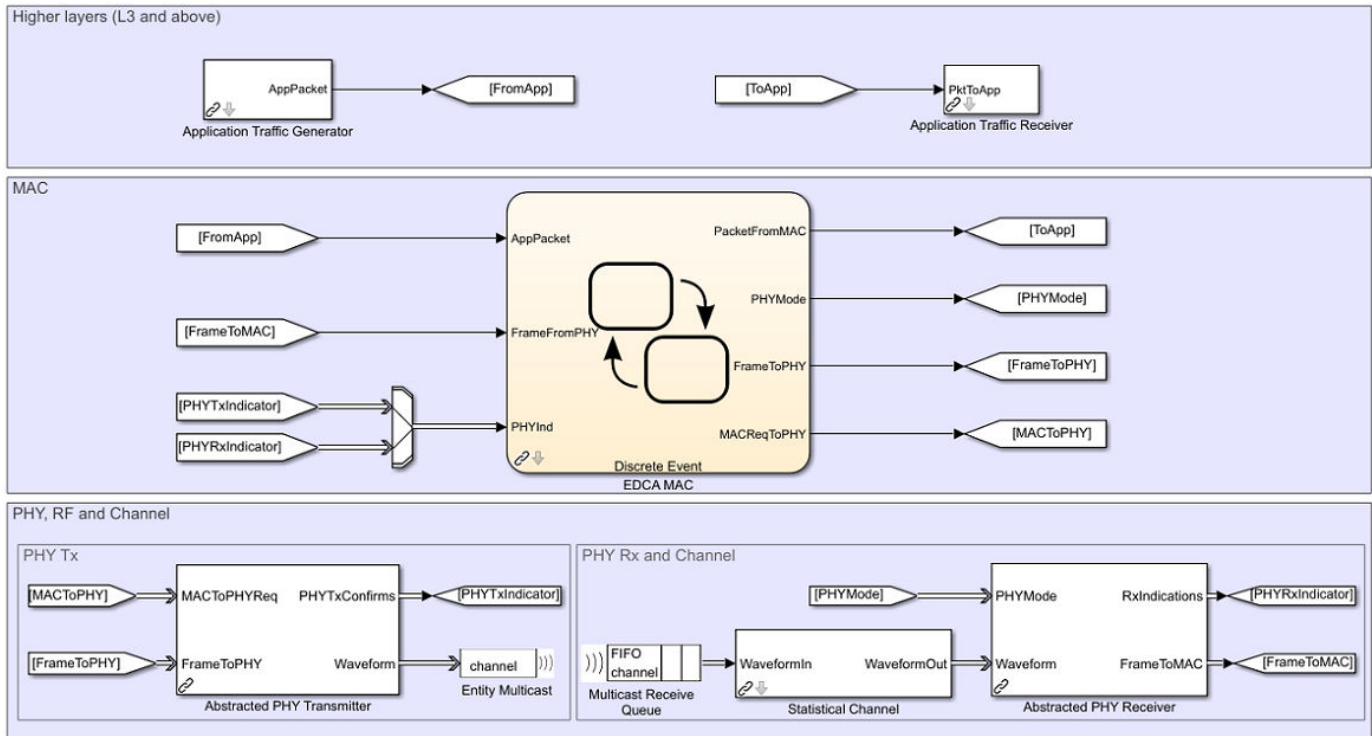 Higher layers (L3 and above)
AppPacket
[FromApp]
[ToApp]
PktToApp
Application Traffic Generator
Application Traffic Receiver
MAC
[FromApp]
AppPacket
PacketFromMAC
[ToApp]
PHYMode
[PHYMode]
[FrameToMAC]
FrameFromPHY
FrameToPHY
[FrameToPHY]
[PHYTxIndicator]
[PHYRxIndicator]
PHYInd
MACReqToPHY
[MACToPHY]
Discrete Event
EDCA MAC
PHY, RF and Channel
PHY Tx
[MACToPHY]
MACToPHYReq
PHYTxConfirms
[PHYTxIndicator]
[FrameToPHY]
FrameToPHY
Waveform
channel
Entity Multicast
Abstracted PHY Transmitter
PHY Rx and Channel
[PHYMode]
PHYMode
RxIndications
[PHYRxIndicator]
FIFO
channel
WaveformIn
WaveformOut
Waveform
FrameToMAC
[FrameToMAC]
Multicast Receive
Queue
Statistical Channel
Abstracted PHY Receiver